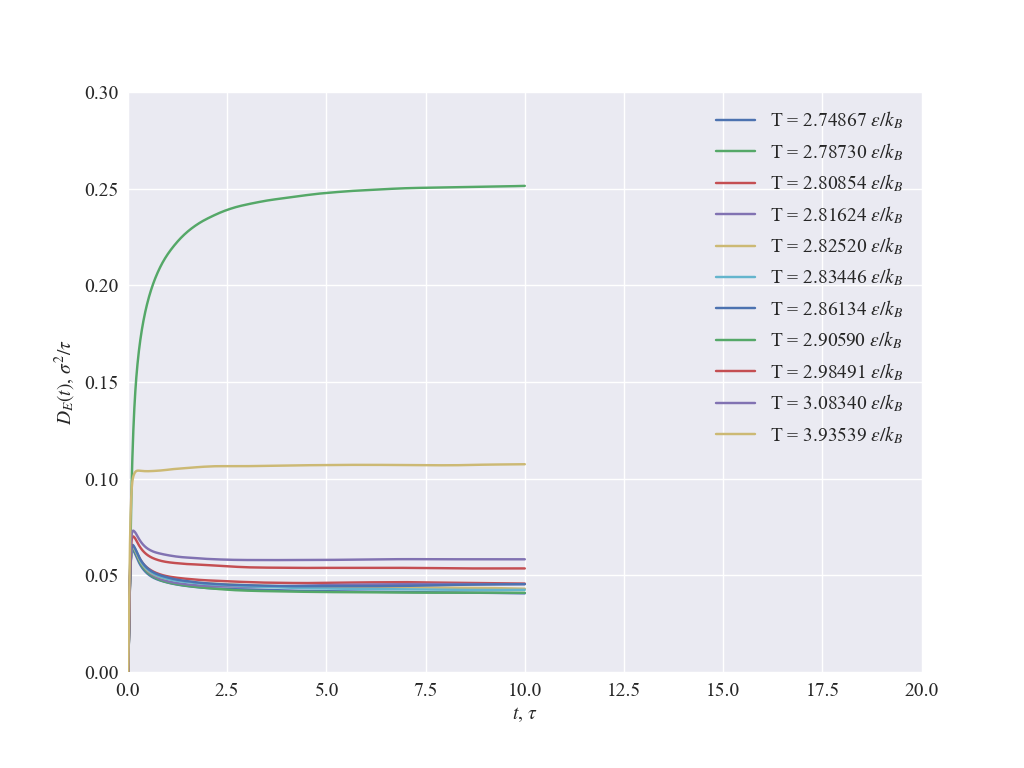 0.30
0.25
0.20
0.15
0.10
0.05
0.00
D_E(t), σ²/τ
0.0 2.5 5.0 7.5 10.0 12.5 15.0 17.5 20.0
t, τ
T = 2.74867 ε/k_B
T = 2.78730 ε/k_B
T = 2.80854 ε/k_B
T = 2.81624 ε/k_B
T = 2.82520 ε/k_B
T = 2.83446 ε/k_B
T = 2.86134 ε/k_B
T = 2.90590 ε/k_B
T = 2.98491 ε/k_B
T = 3.08340 ε/k_B
T = 3.93539 ε/k_B